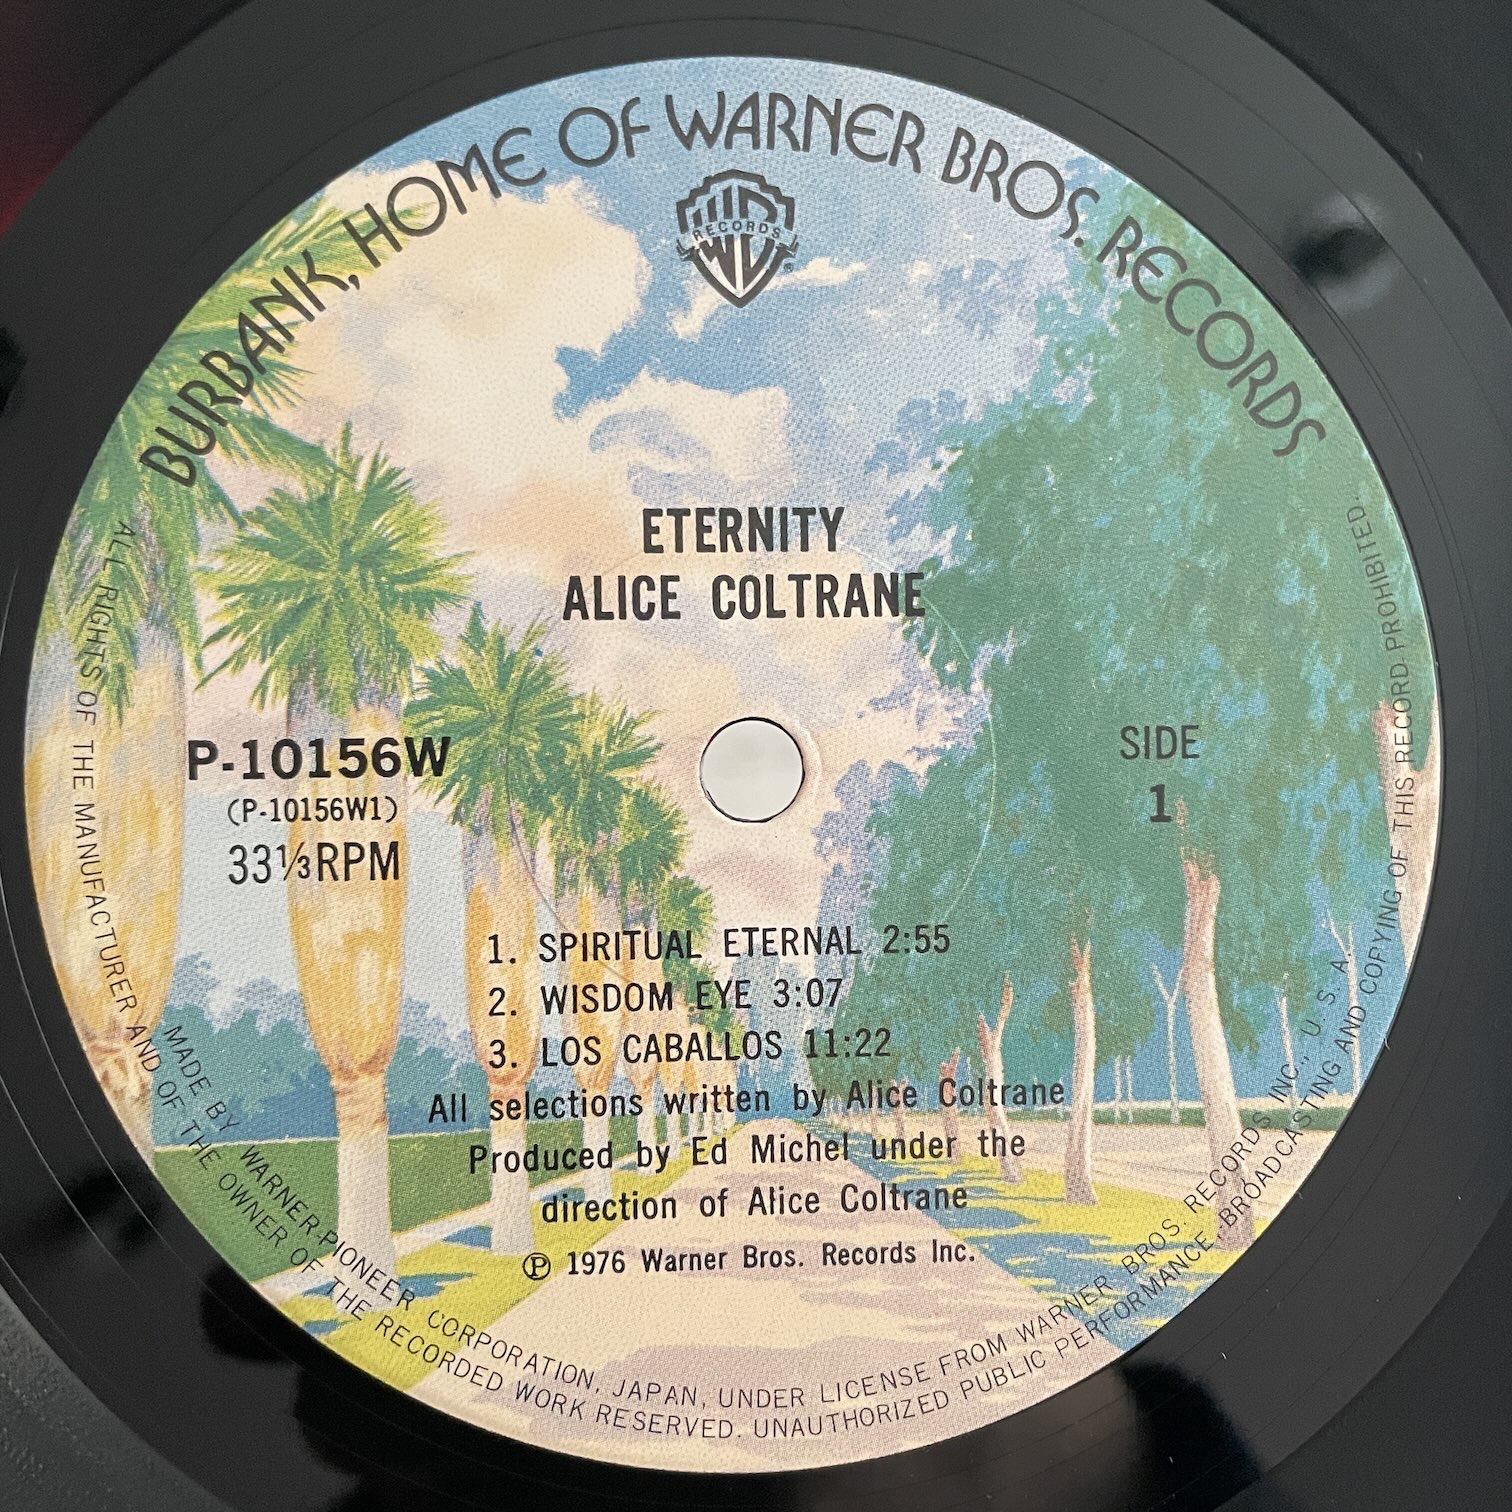 BURBANK, HOME OF WARNER BROS. RECORDS
WB
RECORDS
®
ETERNITY
ALICE COLTRANE
P-10156W
(P-10156W1)
33⅓RPM
SIDE
1
1. SPIRITUAL ETERNAL 2:55
2. WISDOM EYE 3:07
3. LOS CABALLOS 11:22
All selections written by Alice Coltrane
Produced by Ed Michel under the
direction of Alice Coltrane
Ⓟ 1976 Warner Bros. Records Inc.
MADE BY WARNER-PIONEER CORPORATION, JAPAN, UNDER LICENSE FROM WARNER BROS. RECORDS INC., U. S. A.
ALL RIGHTS OF THE MANUFACTURER AND OF THE OWNER OF THE RECORDED WORK RESERVED. UNAUTHORIZED PUBLIC PERFORMANCE, BROADCASTING AND COPYING OF THIS RECORD PROHIBITED.